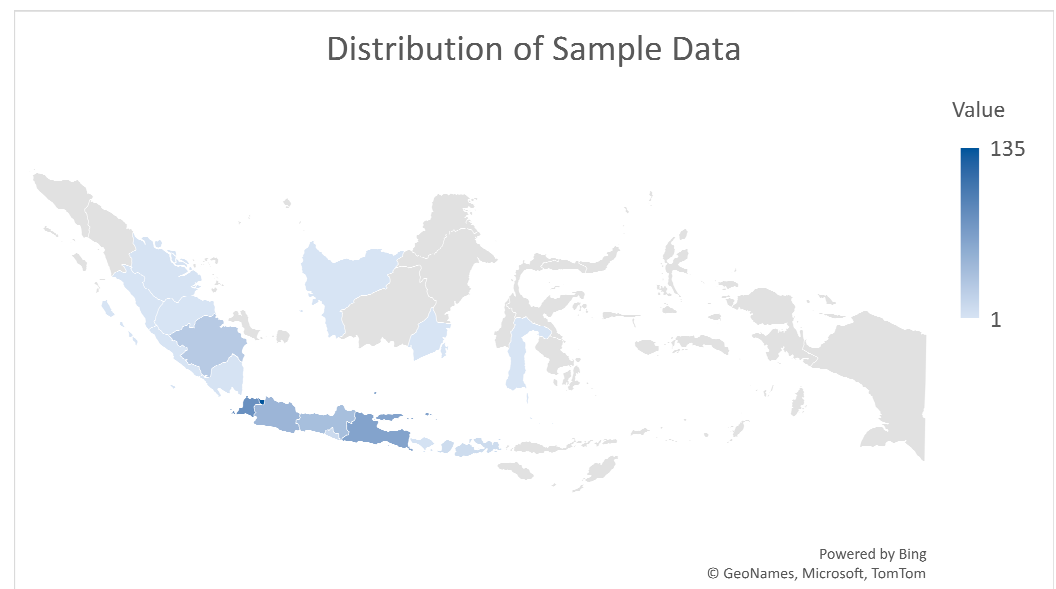 Distribution of Sample Data
Value
135
1
Powered by Bing
© GeoNames, Microsoft, TomTom